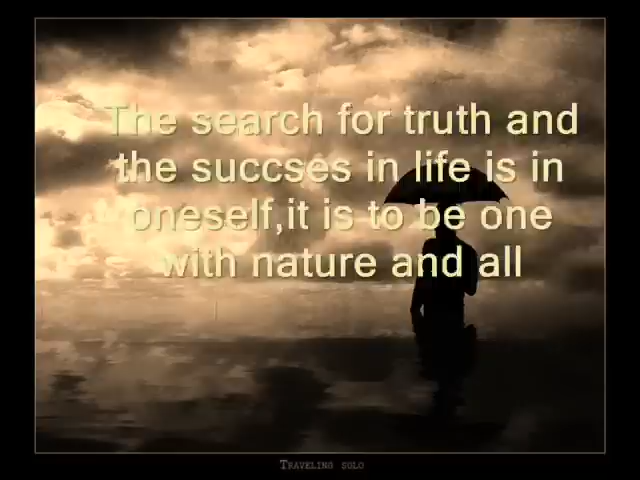 The search for truth and
the succses in life is in
oneself,it is to be one
with nature and all
Traveling solo